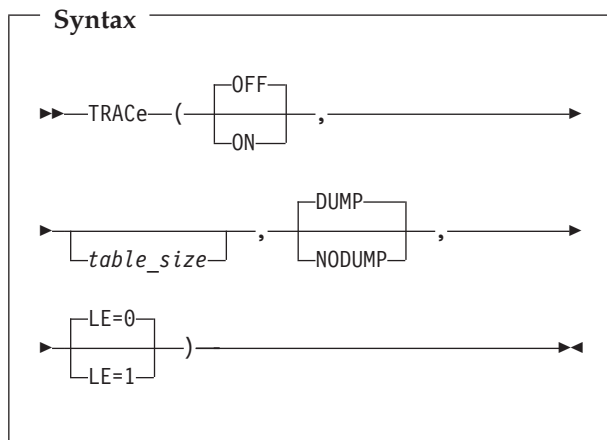 Syntax
OFF
TRACe ( ,
ON
DUMP
, ,
table_size NODUMP
LE=0
)
LE=1